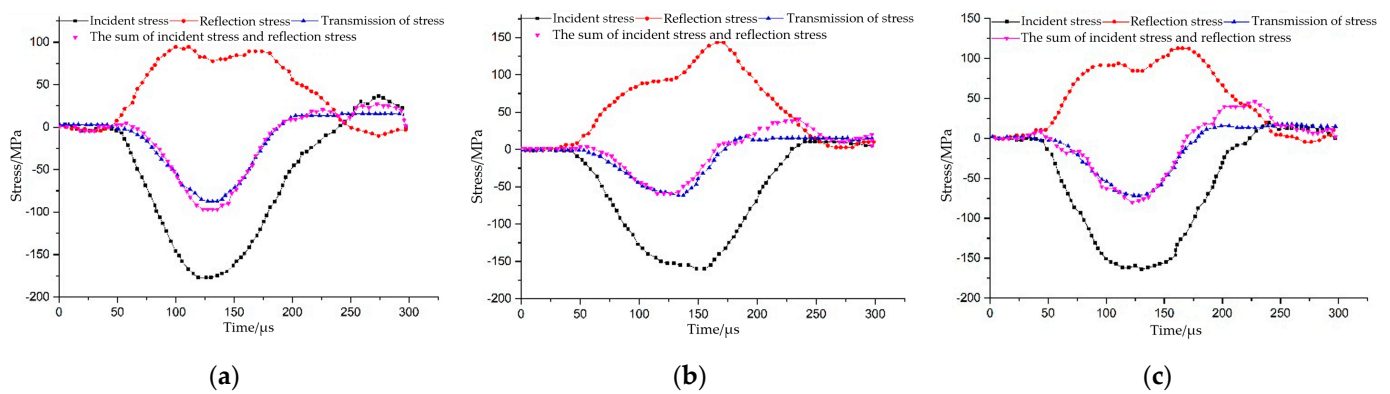 Incident stress Reflection stress Transmission of stress
The sum of incident stress and reflection stress
100
50
0
-50
-100
-150
-200
Stress/MPa
0 50 100 150 200 250 300
Time/μs
(a)
Incident stress Reflection stress Transmission of stress
The sum of incident stress and reflection stress
150
100
50
0
-50
-100
-150
-200
Stress/MPa
0 50 100 150 200 250 300
Time/μs
(b)
150
Incident stress Reflection stress Transmission of stress
The sum of incident stress and reflection stress
100
50
0
-50
-100
-150
-200
Stress/MPa
0 50 100 150 200 250 300
Time/μs
(c)